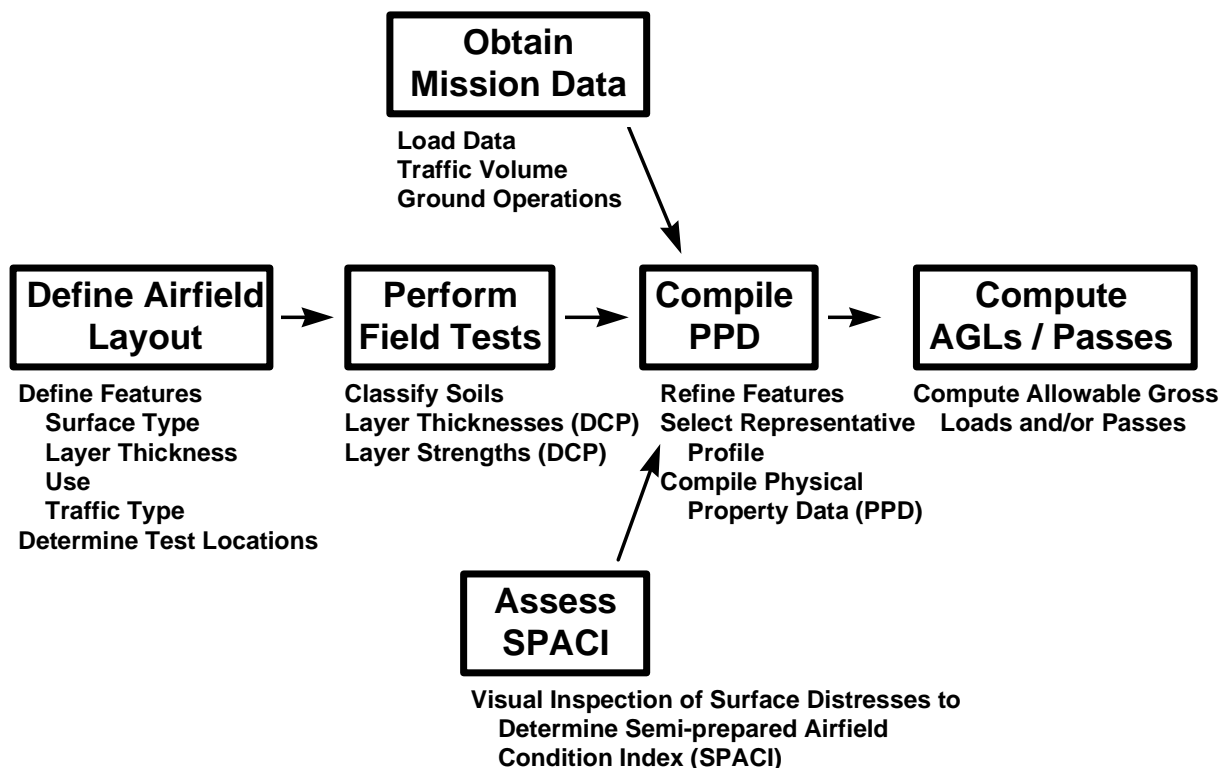 Obtain
Mission Data
Load Data
Traffic Volume
Ground Operations
Define Airfield
Layout
Define Features
Surface Type
Layer Thickness
Use
Traffic Type
Determine Test Locations
Perform
Field Tests
Classify Soils
Layer Thicknesses (DCP)
Layer Strengths (DCP)
Compile
PPD
Refine Features
Select Representative
Profile
Compile Physical
Property Data (PPD)
Compute
AGLs / Passes
Compute Allowable Gross
Loads and/or Passes
Assess
SPACI
Visual Inspection of Surface Distresses to
Determine Semi-prepared Airfield
Condition Index (SPACI)